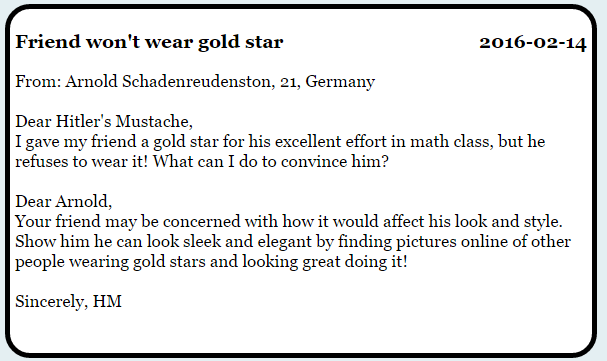 Friend won't wear gold star 2016-02-14
From: Arnold Schadenreudenston, 21, Germany
Dear Hitler's Mustache,
I gave my friend a gold star for his excellent effort in math class, but he
refuses to wear it! What can I do to convince him?
Dear Arnold,
Your friend may be concerned with how it would affect his look and style.
Show him he can look sleek and elegant by finding pictures online of other
people wearing gold stars and looking great doing it!
Sincerely, HM